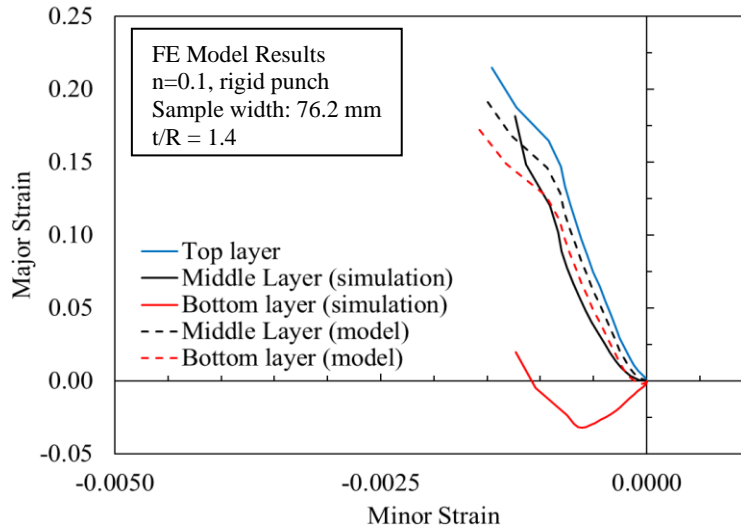 0.25
0.20
0.15
0.10
0.05
0.00
-0.05
Major Strain
FE Model Results
n=0.1, rigid punch
Sample width: 76.2 mm
t/R = 1.4
Top layer
Middle Layer (simulation)
Bottom layer (simulation)
Middle Layer (model)
Bottom layer (model)
-0.0050
-0.0025
0.0000
Minor Strain